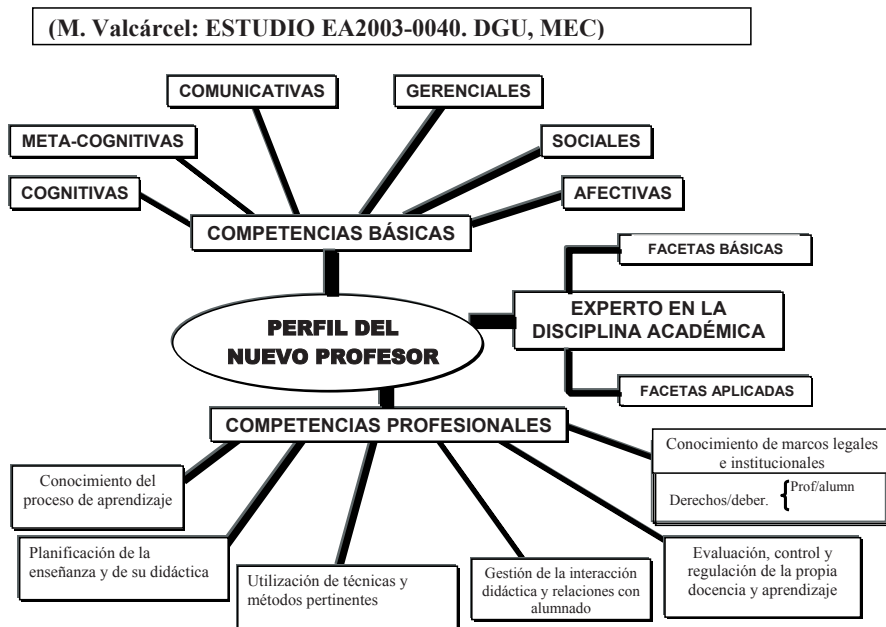 (M. Valcárcel: ESTUDIO EA2003-0040. DGU, MEC)
COMUNICATIVAS
GERENCIALES
META-COGNITIVAS
SOCIALES
COGNITIVAS
AFECTIVAS
COMPETENCIAS BÁSICAS
FACETAS BÁSICAS
EXPERTO EN LA
DISCIPLINA ACADÉMICA
PERFIL DEL
NUEVO PROFESOR
FACETAS APLICADAS
COMPETENCIAS PROFESIONALES
Conocimiento de marcos legales
e institucionales
Derechos/deber. { Prof/alumn
Conocimiento del
proceso de aprendizaje
Planificación de la
enseñanza y de su didáctica
Utilización de técnicas y
métodos pertinentes
Gestión de la interacción
didáctica y relaciones con
alumnado
Evaluación, control y
regulación de la propia
docencia y aprendizaje